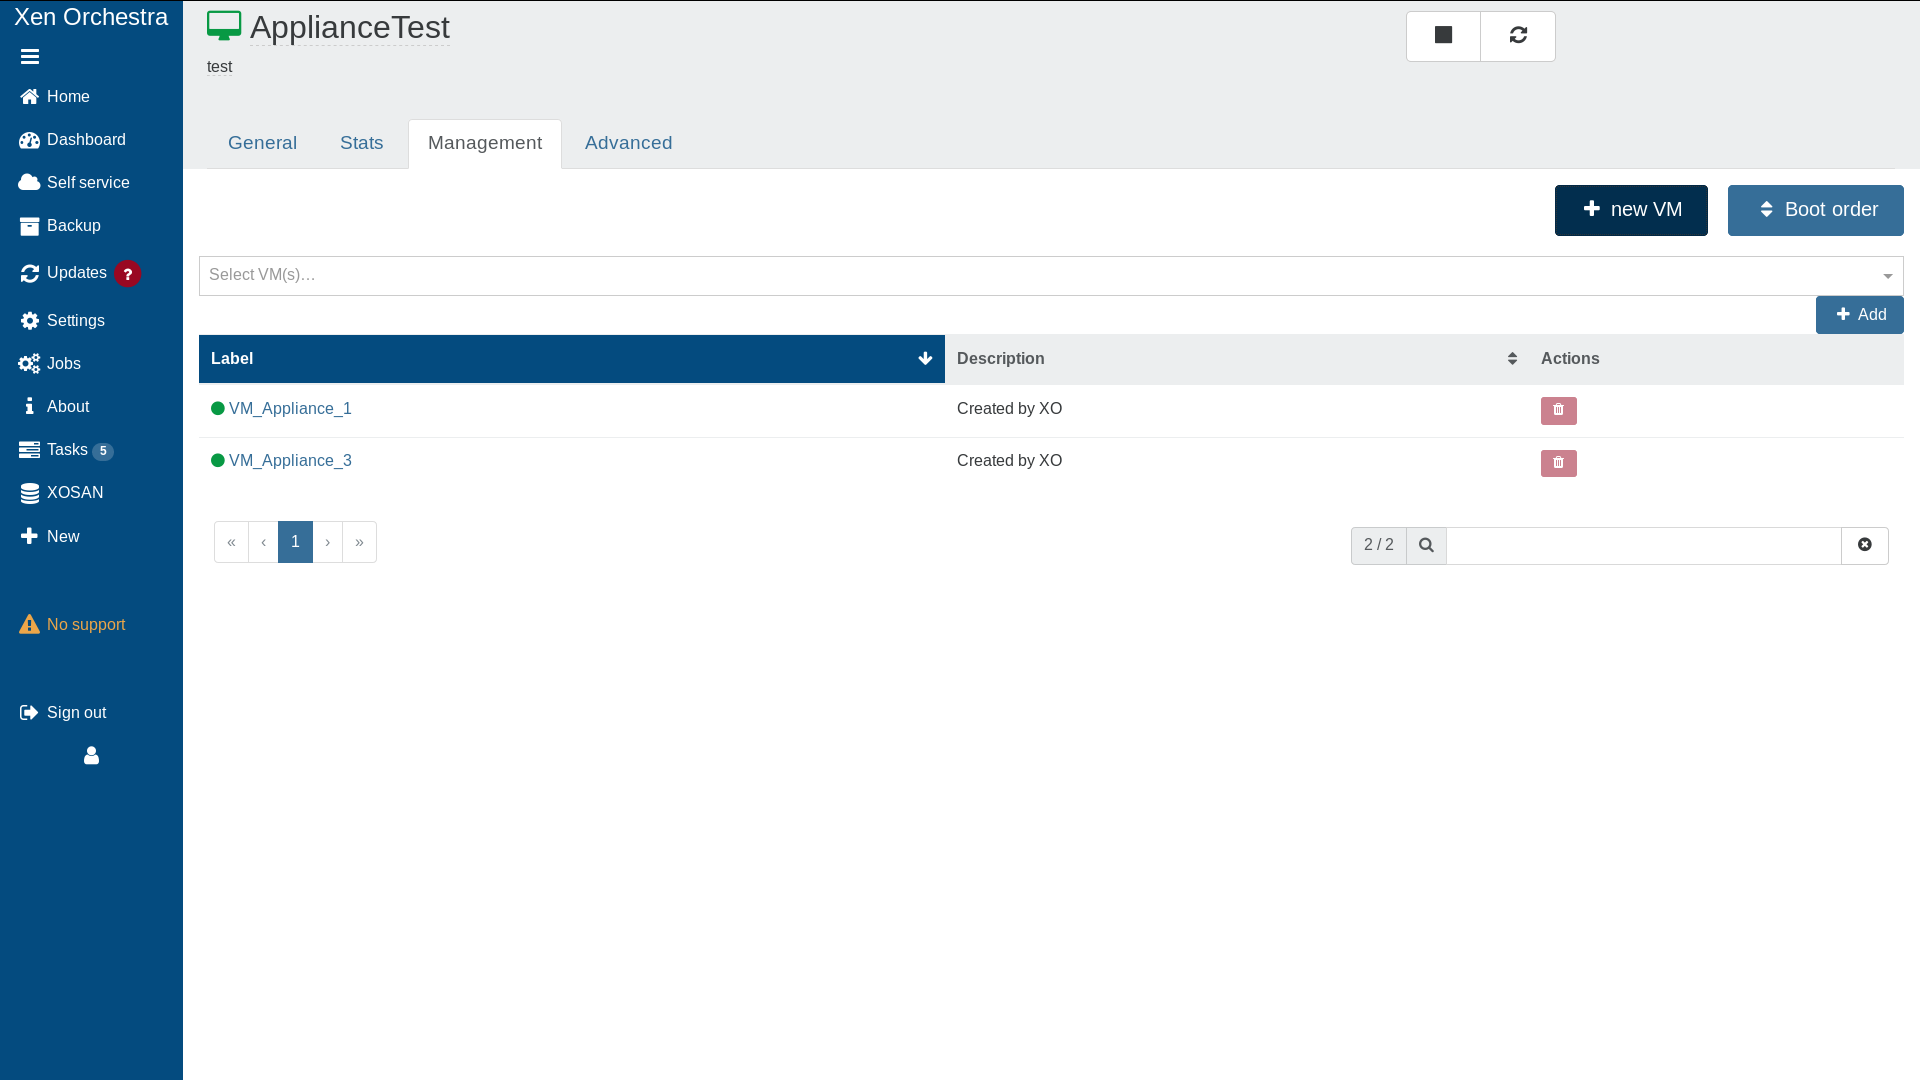 Xen Orchestra
Home
Dashboard
Self service
Backup
Updates ?
Settings
Jobs
About
Tasks 5
XOSAN
New
No support
Sign out
ApplianceTest
test
General Stats Management Advanced
new VM Boot order
Select VM(s)...
Add
Label Description Actions
VM_Appliance_1 Created by XO
VM_Appliance_3 Created by XO
« ‹ 1 › » 2 / 2